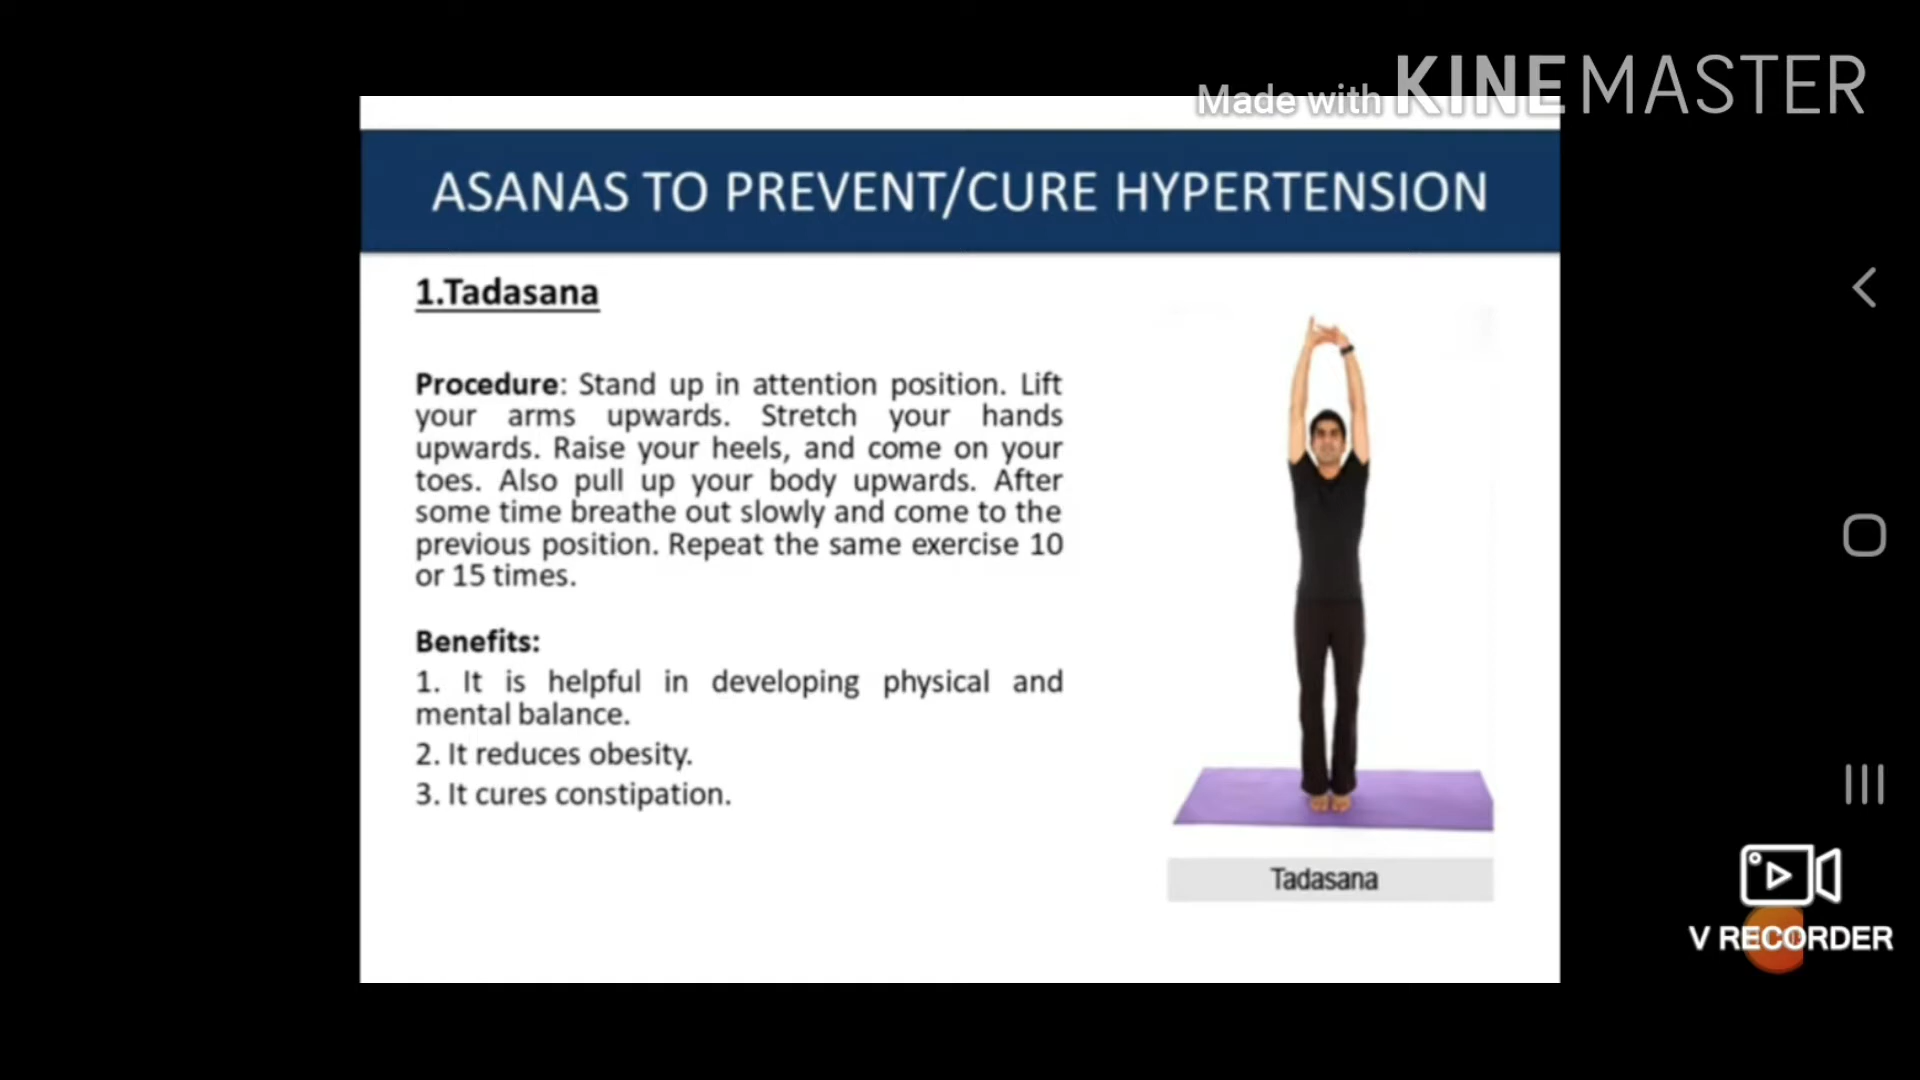 Made with KINEMASTER
ASANAS TO PREVENT/CURE HYPERTENSION
1.Tadasana
Procedure: Stand up in attention position. Lift
your arms upwards. Stretch your hands
upwards. Raise your heels, and come on your
toes. Also pull up your body upwards. After
some time breathe out slowly and come to the
previous position. Repeat the same exercise 10
or 15 times.
Benefits:
1. It is helpful in developing physical and
mental balance.
2. It reduces obesity.
3. It cures constipation.
Tadasana
V RECORDER